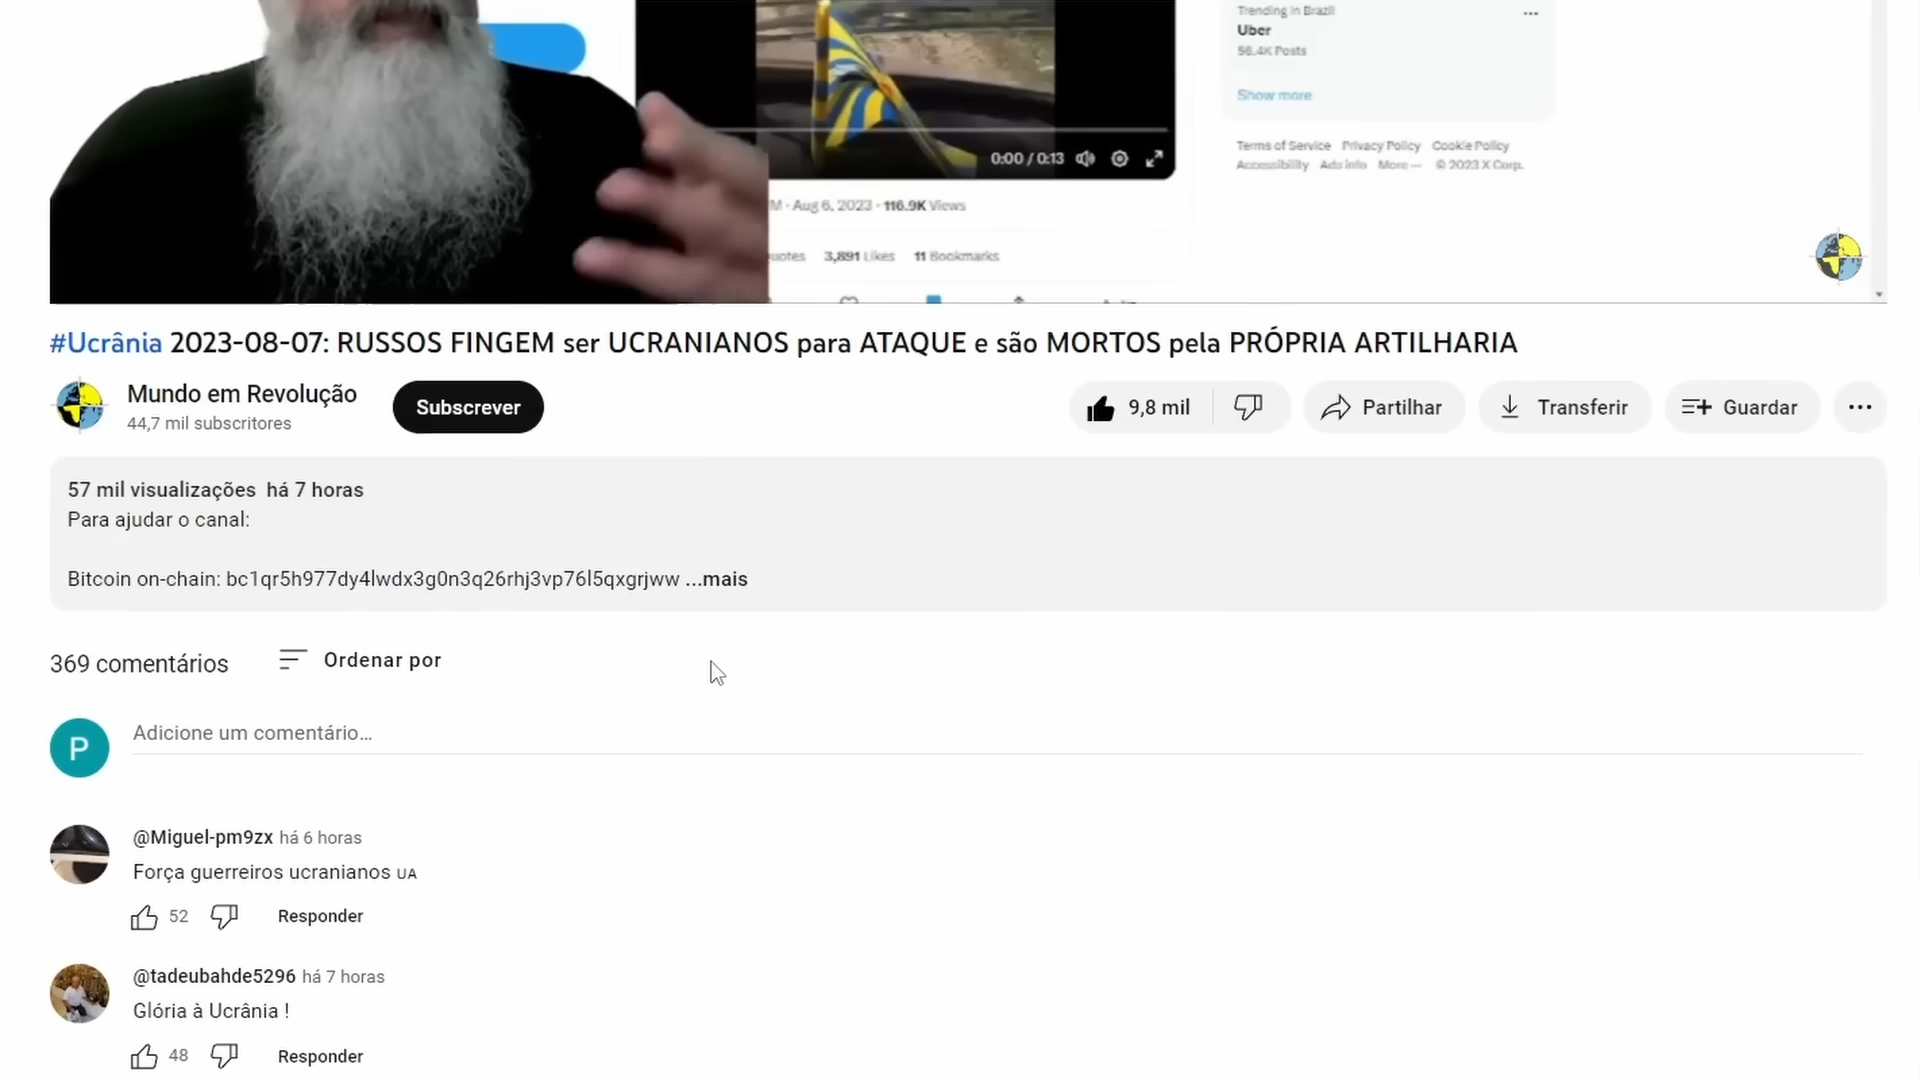 Trending in Brazil
Uber
56.4K Posts
Show more
Terms of Service Privacy Policy Cookie Policy
Accessibility Ads info More ··· © 2023 X Corp.
0:00 / 0:13
M · Aug 6, 2023 · 116.9K Views
uotes 3,891 Likes 11 Bookmarks
#Ucrânia 2023-08-07: RUSSOS FINGEM ser UCRANIANOS para ATAQUE e são MORTOS pela PRÓPRIA ARTILHARIA
Mundo em Revolução
44,7 mil subscritores
Subscrever
9,8 mil
Partilhar
Transferir
Guardar
57 mil visualizações há 7 horas
Para ajudar o canal:
Bitcoin on-chain: bc1qr5h977dy4lwdx3g0n3q26rhj3vp76l5qxgrjww ...mais
369 comentários
Ordenar por
P
Adicione um comentário...
@Miguel-pm9zx há 6 horas
Força guerreiros ucranianos UA
52
Responder
@tadeubahde5296 há 7 horas
Glória à Ucrânia !
48
Responder